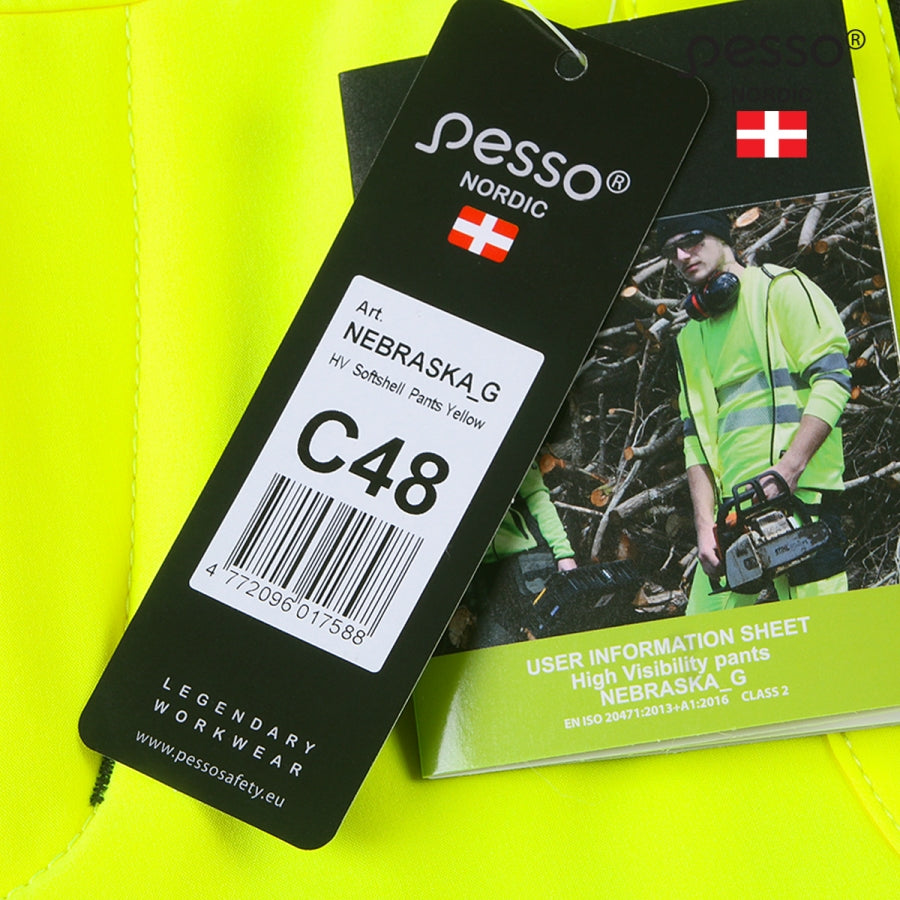 pesso®
NORDIC
Art.
NEBRASKA_G
HV Softshell Pants Yellow
C48
4 772096 017588
LEGENDARY
WORKWEAR
www.pessosafety.eu
pesso®
NORDIC
USER INFORMATION SHEET
High Visibility pants
NEBRASKA_G
EN ISO 20471:2013+A1:2016 CLASS 2
STIHL